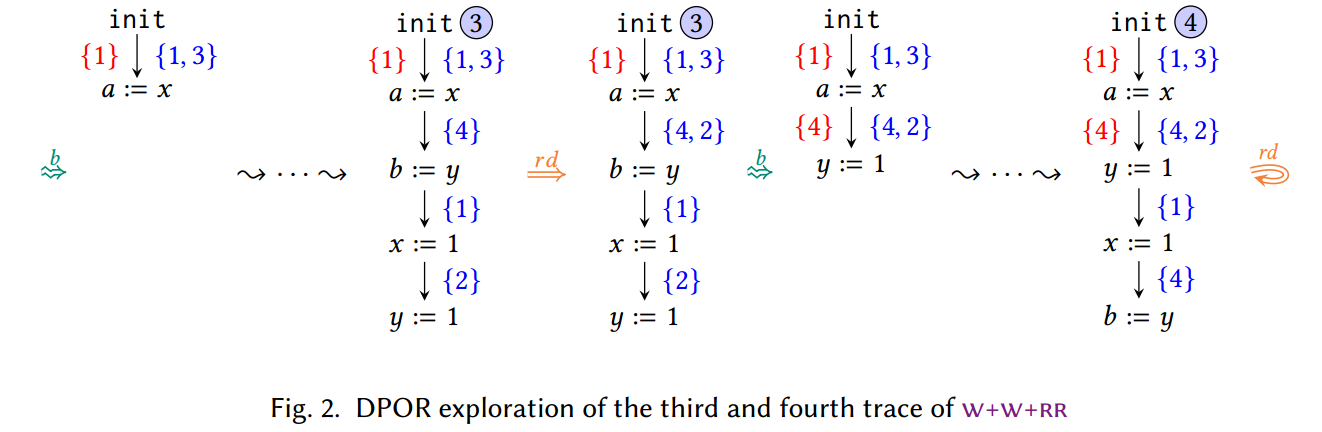 init
{1} {1, 3}
a := x
b
⇝ ··· ⇝
init 3
{1} {1, 3}
a := x
{4}
b := y
{1}
x := 1
{2}
y := 1
rd
init 3
{1} {1, 3}
a := x
{4, 2}
b := y
{1}
x := 1
{2}
y := 1
b
init
{1} {1, 3}
a := x
{4} {4, 2}
y := 1
⇝ ··· ⇝
init 4
{1} {1, 3}
a := x
{4} {4, 2}
y := 1
{1}
x := 1
{4}
b := y
rd
Fig. 2. DPOR exploration of the third and fourth trace of W+W+RR